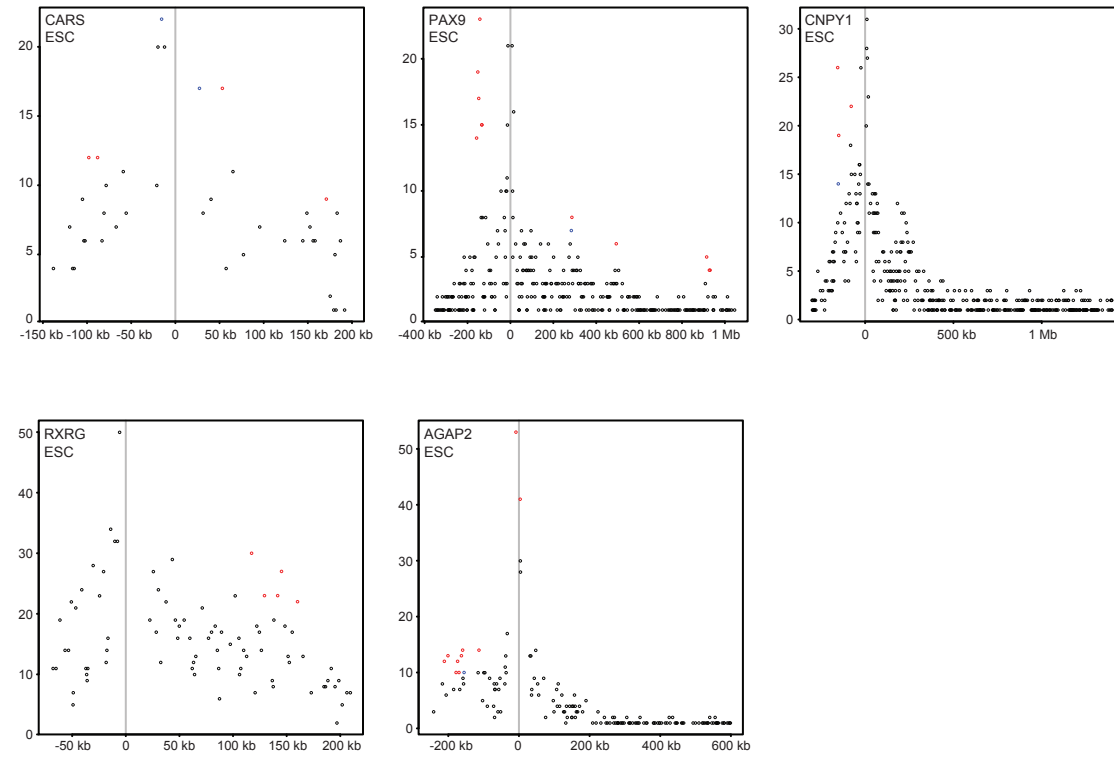 CARS
ESC
20
15
10
5
0
-150 kb -100 kb -50 kb 0 50 kb 100 kb 150 kb 200 kb
PAX9
ESC
20
15
10
5
0
-400 kb -200 kb 0 200 kb 400 kb 600 kb 800 kb 1 Mb
CNPY1
ESC
30
25
20
15
10
5
0
0 500 kb 1 Mb
RXRG
ESC
50
40
30
20
10
0
-50 kb 0 50 kb 100 kb 150 kb 200 kb
AGAP2
ESC
50
40
30
20
10
0
-200 kb 0 200 kb 400 kb 600 kb